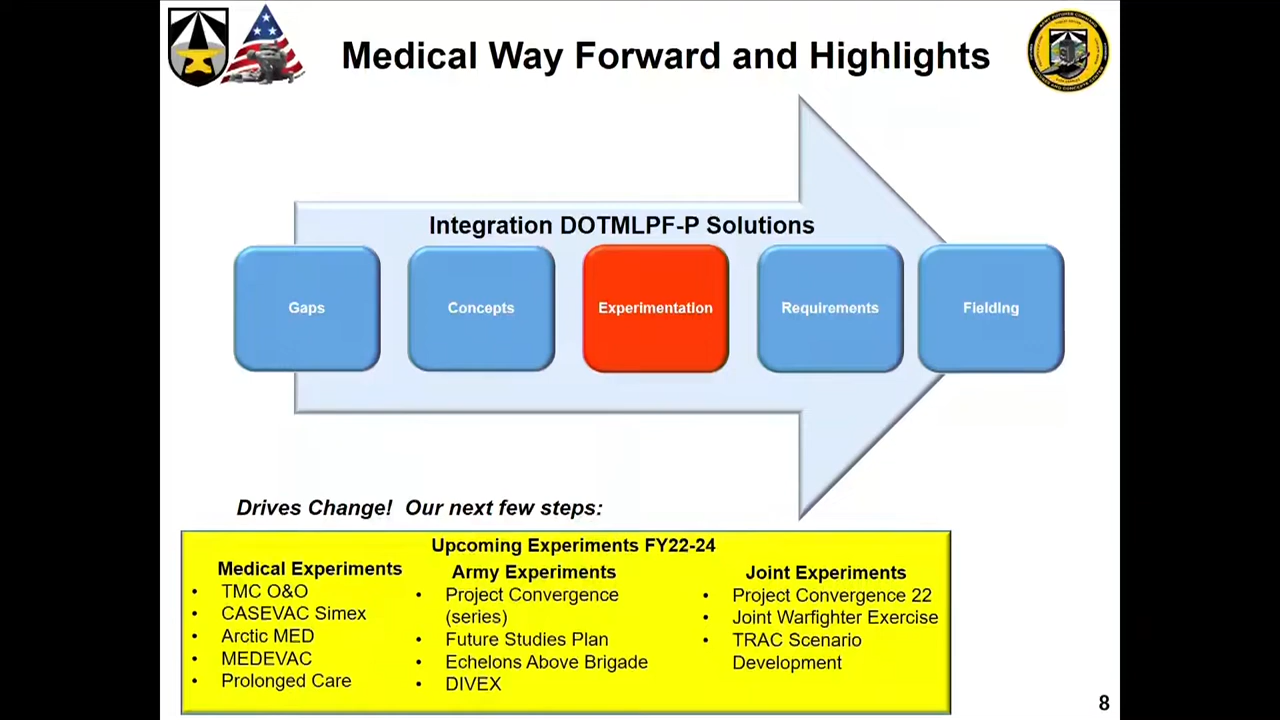 Medical Way Forward and Highlights
Integration DOTMLPF-P Solutions
Gaps
Concepts
Experimentation
Requirements
Fielding
Drives Change! Our next few steps:
Upcoming Experiments FY22-24
Medical Experiments
• TMC O&O
• CASEVAC Simex
• Arctic MED
• MEDEVAC
• Prolonged Care
Army Experiments
• Project Convergence
(series)
• Future Studies Plan
• Echelons Above Brigade
• DIVEX
Joint Experiments
• Project Convergence 22
• Joint Warfighter Exercise
• TRAC Scenario
Development
8